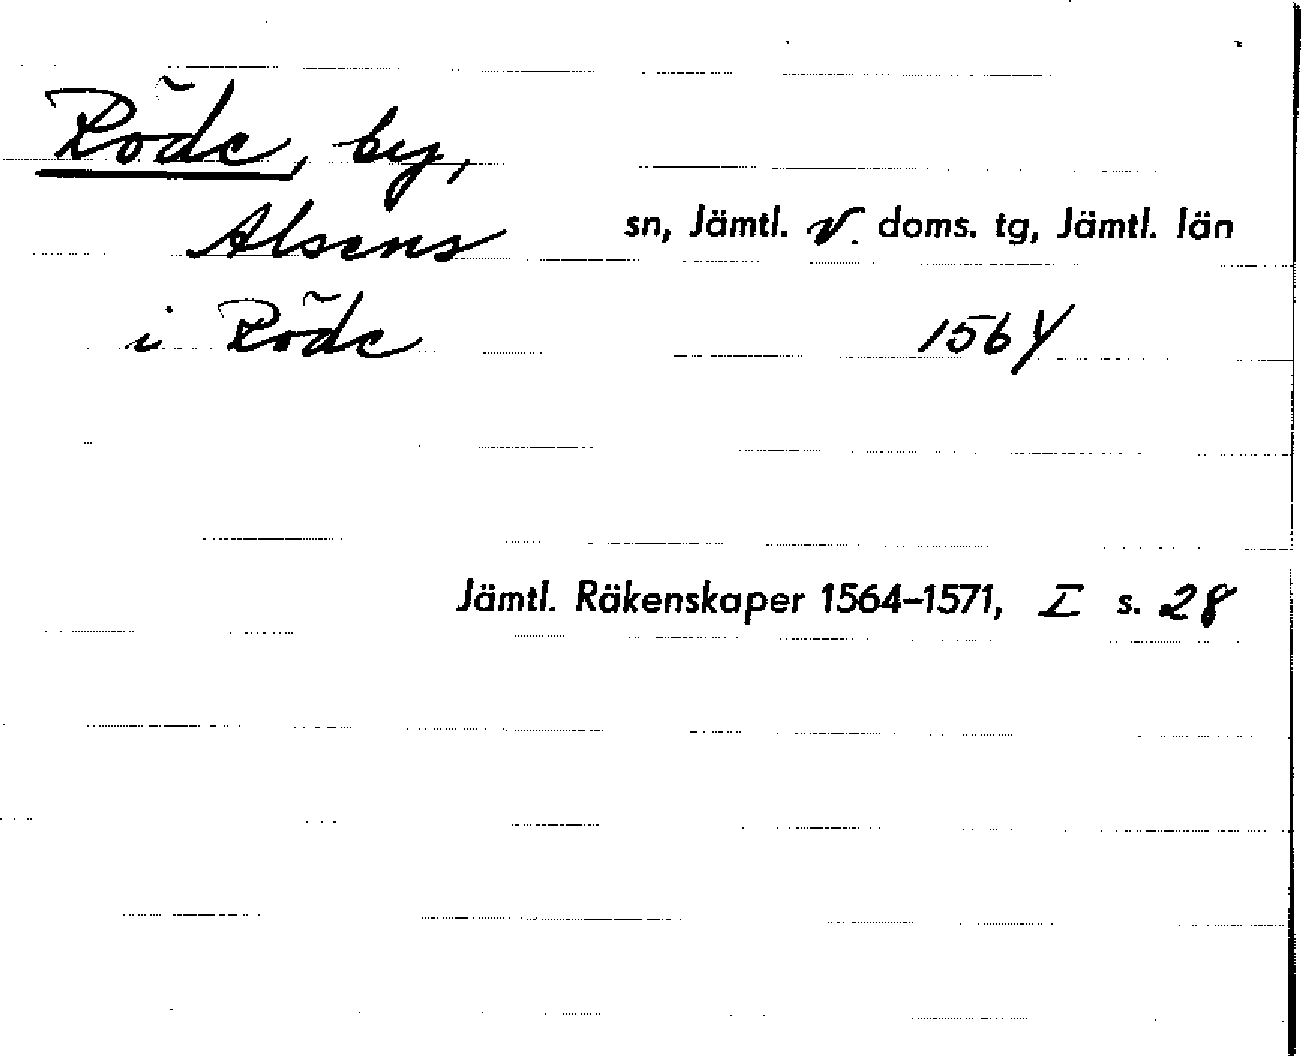 Röde, by,
Alsens sn, Jämtl. v. doms. tg, Jämtl. län
i Röde 1564
Jämtl. Räkenskaper 1564-1571, I s. 28